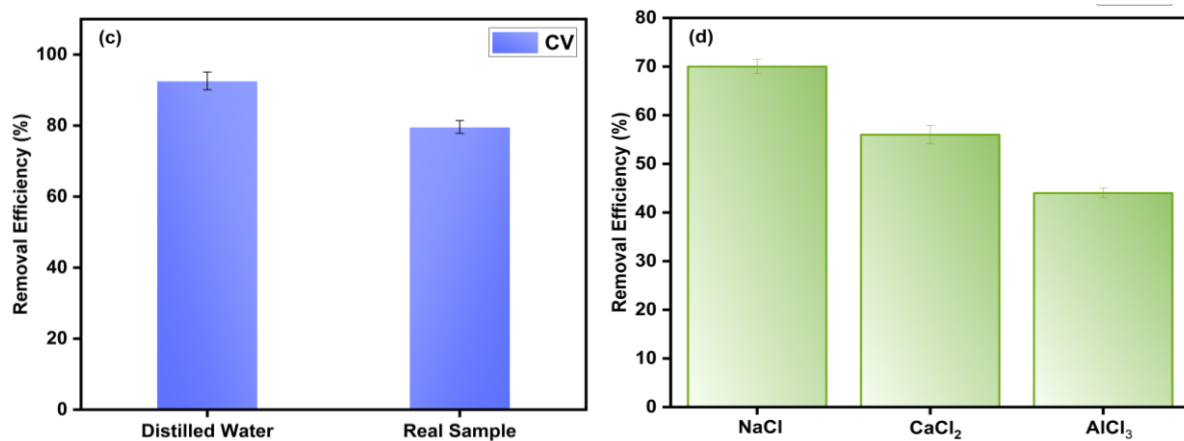 (c)
CV
100
80
60
40
20
0
Removal Efficiency (%)
Distilled Water
Real Sample
(d)
80
70
60
50
40
30
20
10
0
Removal Efficiency (%)
NaCl
CaCl₂
AlCl₃